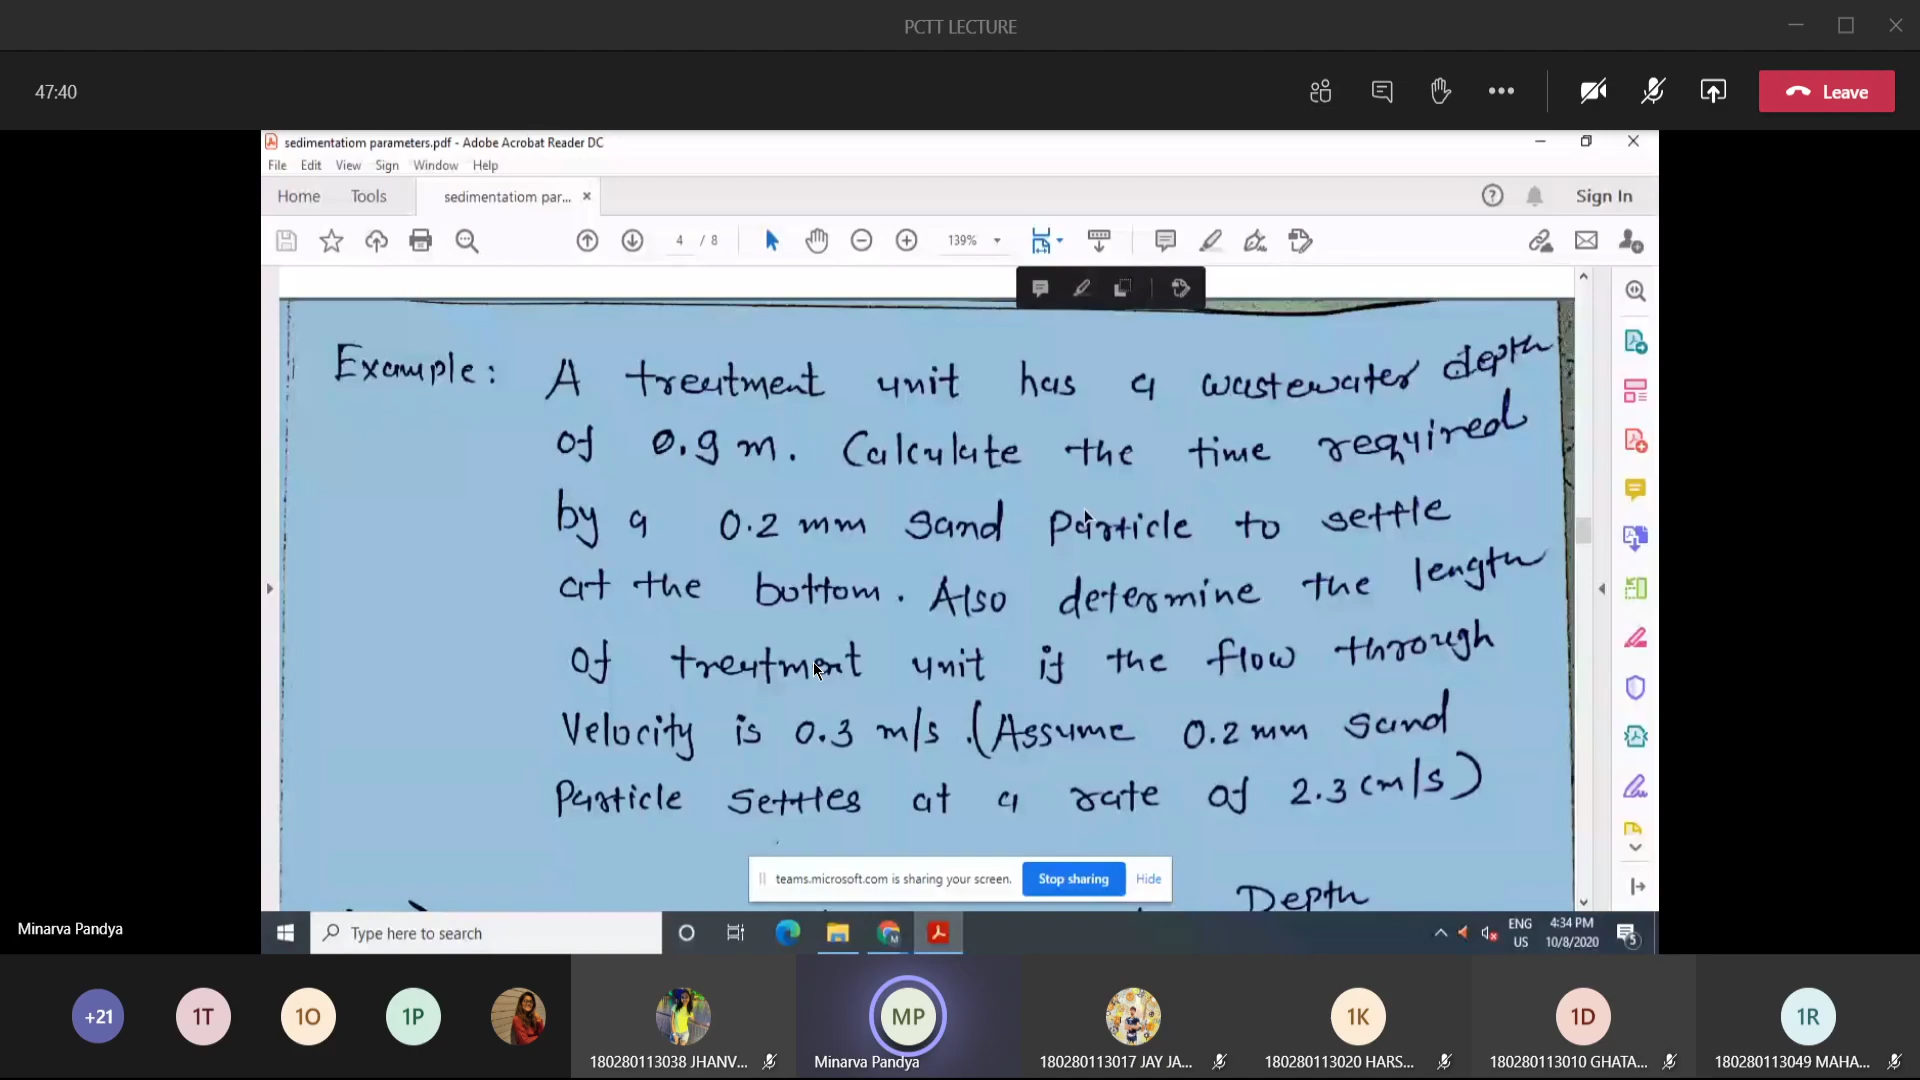 PCTT LECTURE
47:40
Leave
sedimentatiom parameters.pdf - Adobe Acrobat Reader DC
File Edit View Sign Window Help
Home Tools sedimentatiom par... × Sign In
4 / 8 139%
Example: A treatment unit has a wastewater depth
of 0.9 m. Calculate the time required
by a 0.2 mm sand Particle to settle
at the bottom. Also determine the length
of treatment unit if the flow through
Velocity is 0.3 m/s. (Assume 0.2 mm sand
Particle settles at a rate of 2.3 cm/s)
teams.microsoft.com is sharing your screen. Stop sharing Hide
Depth
Minarva Pandya
Type here to search
ENG
US
4:34 PM
10/8/2020
5
+21 1T 1O 1P MP 1K 1D 1R
180280113038 JHANV... Minarva Pandya 180280113017 JAY JA... 180280113020 HARS... 180280113010 GHATA... 180280113049 MAHA...